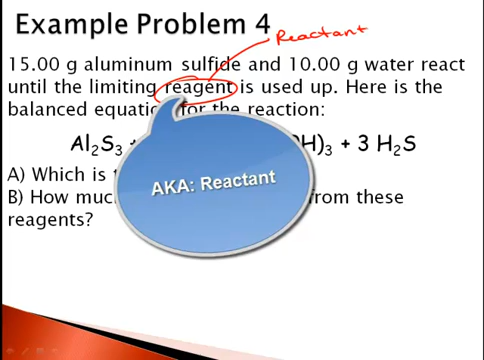 Example Problem 4
Reactant
15.00 g aluminum sulfide and 10.00 g water react
until the limiting reagent is used up. Here is the
balanced equation for the reaction:
Al₂S₃ + OH)₃ + 3 H₂S
A) Which is
B) How much from these
reagents?
AKA: Reactant